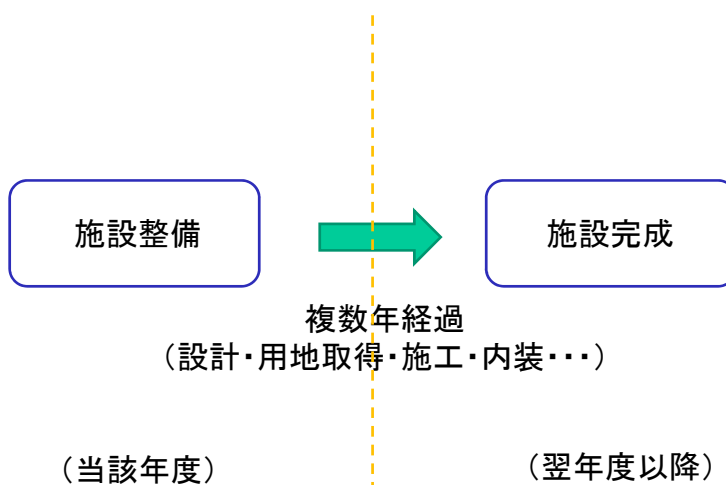 施設整備
施設完成
複数年経過
（設計・用地取得・施工・内装・・・）
（当該年度）
（翌年度以降）